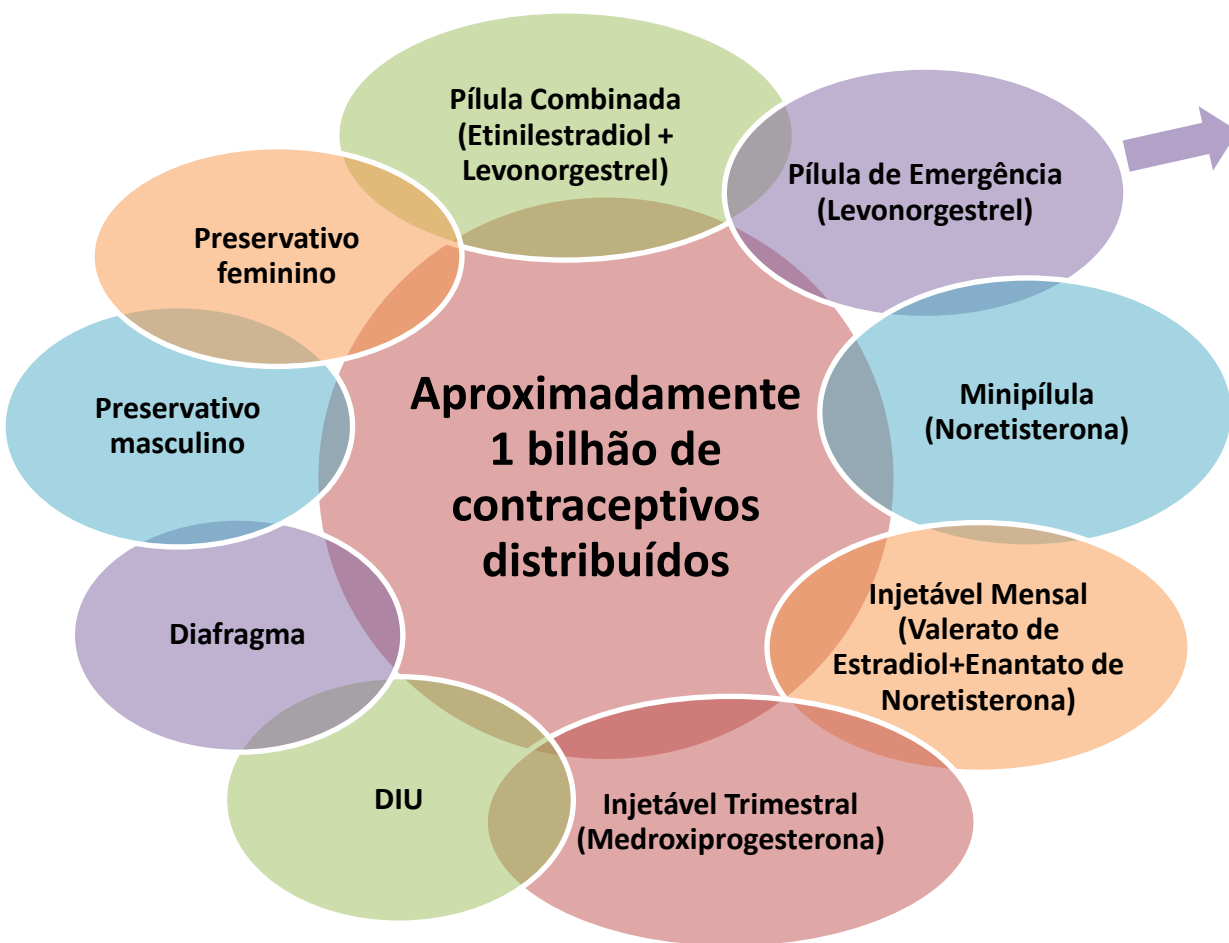 Pílula Combinada
(Etinilestradiol +
Levonorgestrel)
Pílula de Emergência
(Levonorgestrel)
Minipílula
(Noretisterona)
Injetável Mensal
(Valerato de
Estradiol+Enantato de
Noretisterona)
Injetável Trimestral
(Medroxiprogesterona)
DIU
Diafragma
Preservativo
masculino
Preservativo
feminino
Aproximadamente
1 bilhão de
contraceptivos
distribuídos